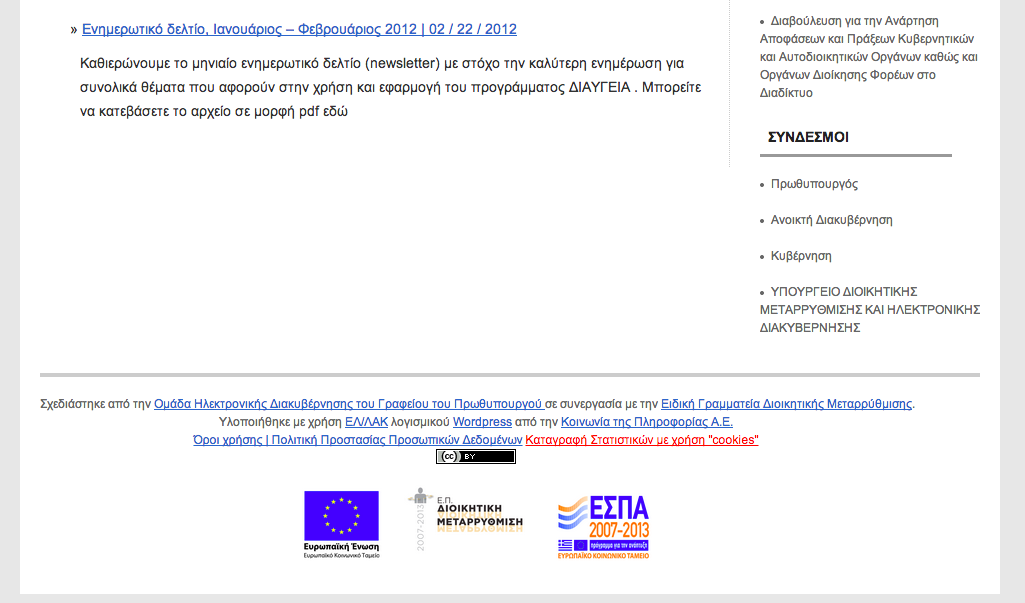 » Ενημερωτικό δελτίο, Ιανουάριος – Φεβρουάριος 2012 | 02 / 22 / 2012
Καθιερώνουμε το μηνιαίο ενημερωτικό δελτίο (newsletter) με στόχο την καλύτερη ενημέρωση για
συνολικά θέματα που αφορούν στην χρήση και εφαρμογή του προγράμματος ΔΙΑΥΓΕΙΑ . Μπορείτε
να κατεβάσετε το αρχείο σε μορφή pdf εδώ
• Διαβούλευση για την Ανάρτηση
Αποφάσεων και Πράξεων Κυβερνητικών
και Αυτοδιοικητικών Οργάνων καθώς και
Οργάνων Διοίκησης Φορέων στο
Διαδίκτυο
ΣΥΝΔΕΣΜΟΙ
• Πρωθυπουργός
• Ανοικτή Διακυβέρνηση
• Κυβέρνηση
• ΥΠΟΥΡΓΕΙΟ ΔΙΟΙΚΗΤΙΚΗΣ
ΜΕΤΑΡΡΥΘΜΙΣΗΣ ΚΑΙ ΗΛΕΚΤΡΟΝΙΚΗΣ
ΔΙΑΚΥΒΕΡΝΗΣΗΣ
Σχεδιάστηκε από την Ομάδα Ηλεκτρονικής Διακυβέρνησης του Γραφείου του Πρωθυπουργού σε συνεργασία με την Ειδική Γραμματεία Διοικητικής Μεταρρύθμισης.
Υλοποιήθηκε με χρήση ΕΛ/ΛΑΚ λογισμικού Wordpress από την Κοινωνία της Πληροφορίας Α.Ε.
Όροι χρήσης | Πολιτική Προστασίας Προσωπικών Δεδομένων Καταγραφή Στατιστικών με χρήση "cookies"
(cc) BY
Ευρωπαϊκή Ένωση
Ευρωπαϊκό Κοινωνικό Ταμείο
2007-2013
Ε.Π.
ΔΙΟΙΚΗΤΙΚΗ
ΜΕΤΑΡΡΥΘΜΙΣΗ
ΕΣΠΑ
2007-2013
πρόγραμμα για την ανάπτυξη
ΕΥΡΩΠΑΪΚΟ ΚΟΙΝΩΝΙΚΟ ΤΑΜΕΙΟ